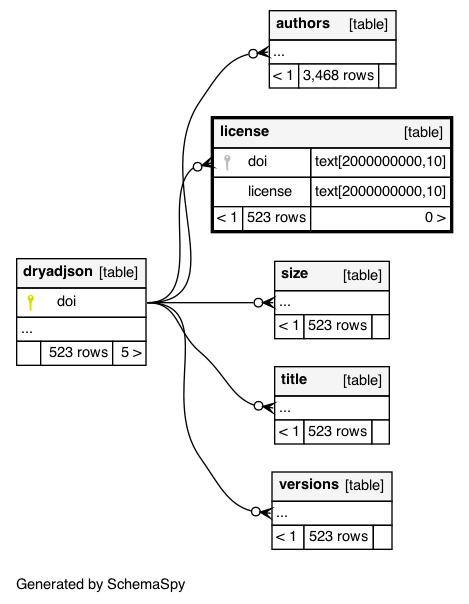 authors [table]
...
< 1 3,468 rows
license [table]
doi text[2000000000,10]
license text[2000000000,10]
< 1 523 rows 0 >
dryadjson [table]
doi
...
523 rows 5 >
size [table]
...
< 1 523 rows
title [table]
...
< 1 523 rows
versions [table]
...
< 1 523 rows
Generated by SchemaSpy